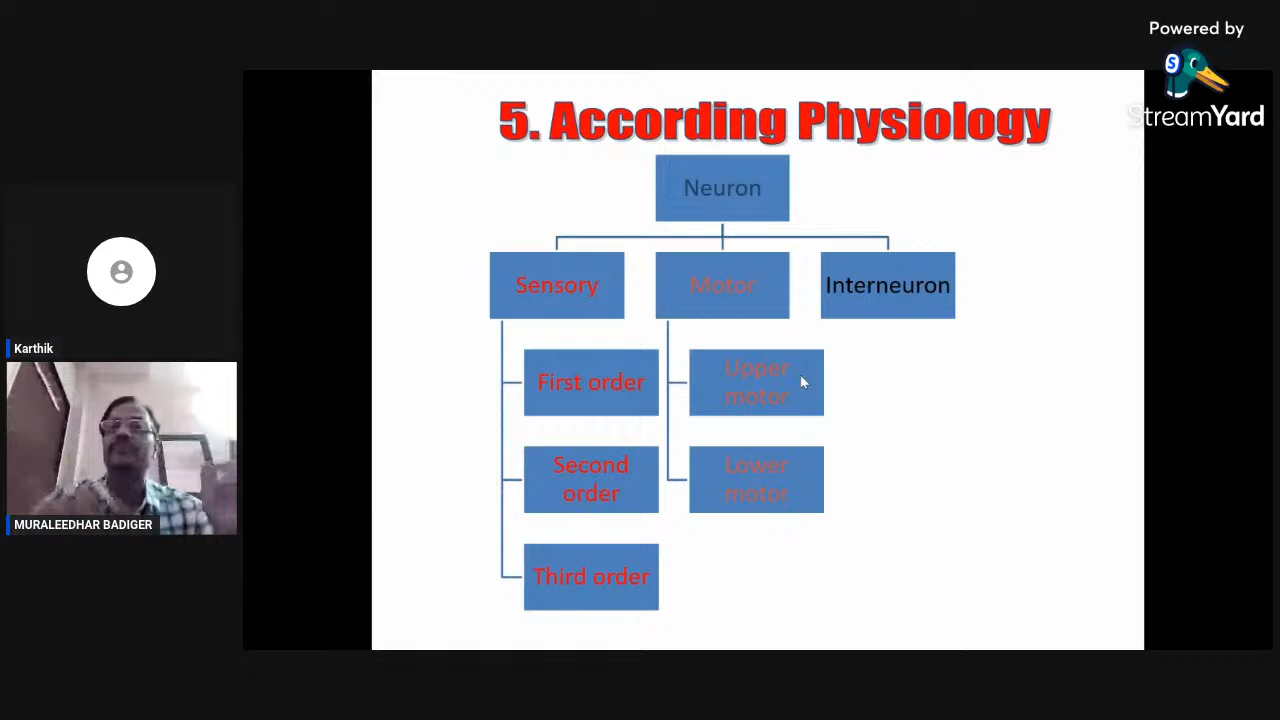 Powered by
S
StreamYard
5. According Physiology
Neuron
Sensory
Motor
Interneuron
First order
Upper
motor
Second
order
Lower
motor
Third order
Karthik
MURALEEDHAR BADIGER